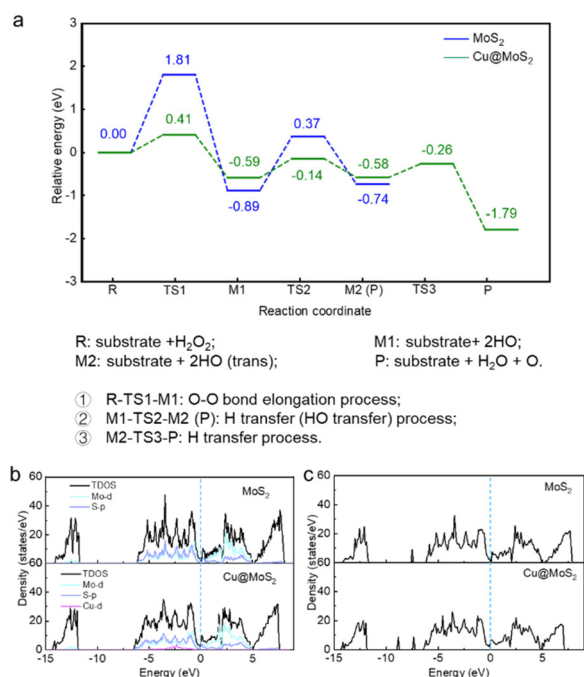 a
MoS2
Cu@MoS2
Relative energy (eV)
3
2
1
0
-1
-2
-3
0.00
1.81
0.41
-0.59
-0.89
0.37
-0.14
-0.58
-0.74
-0.26
-1.79
R TS1 M1 TS2 M2 (P) TS3 P
Reaction coordinate
R: substrate +H2O2; M1: substrate+ 2HO;
M2: substrate + 2HO (trans); P: substrate + H2O + O.
① R-TS1-M1: O-O bond elongation process;
② M1-TS2-M2 (P): H transfer (HO transfer) process;
③ M2-TS3-P: H transfer process.
b
Density (states/eV)
60
40
20
60
40
20
0
TDOS
Mo-d
S-p
MoS2
TDOS
Mo-d
S-p
Cu-d
Cu@MoS2
-15 -10 -5 0 5
Energy (eV)
c
Density (states/eV)
60
40
20
60
40
20
0
MoS2
Cu@MoS2
-15 -10 -5 0 5
Energy (eV)